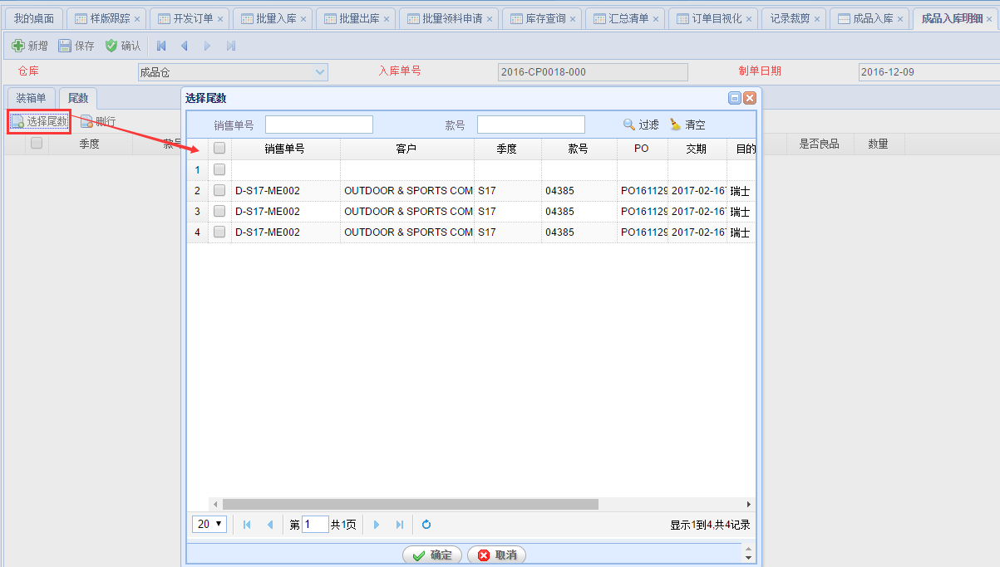 我的桌面 样版跟踪 × 开发订单 × 批量入库 × 批量出库 × 批量领料申请 × 库存查询 × 汇总清单 × 订单目视化 × 记录裁剪 × 成品入库 × 成品入库明细 ×
新增 保存 确认
仓库 成品仓 入库单号 2016-CP0018-000 制单日期 2016-12-09
装箱单 尾数
选择尾数 删行
季度 款号 是否良品 数量
选择尾数
销售单号 款号 过滤 清空
销售单号 客户 季度 款号 PO 交期 目的
1
2 D-S17-ME002 OUTDOOR & SPORTS COM S17 04385 PO161129 2017-02-16 瑞士
3 D-S17-ME002 OUTDOOR & SPORTS COM S17 04385 PO161129 2017-02-16 瑞士
4 D-S17-ME002 OUTDOOR & SPORTS COM S17 04385 PO161129 2017-02-16 瑞士
20 第 1 共1页 显示1到4,共4记录
确定 取消